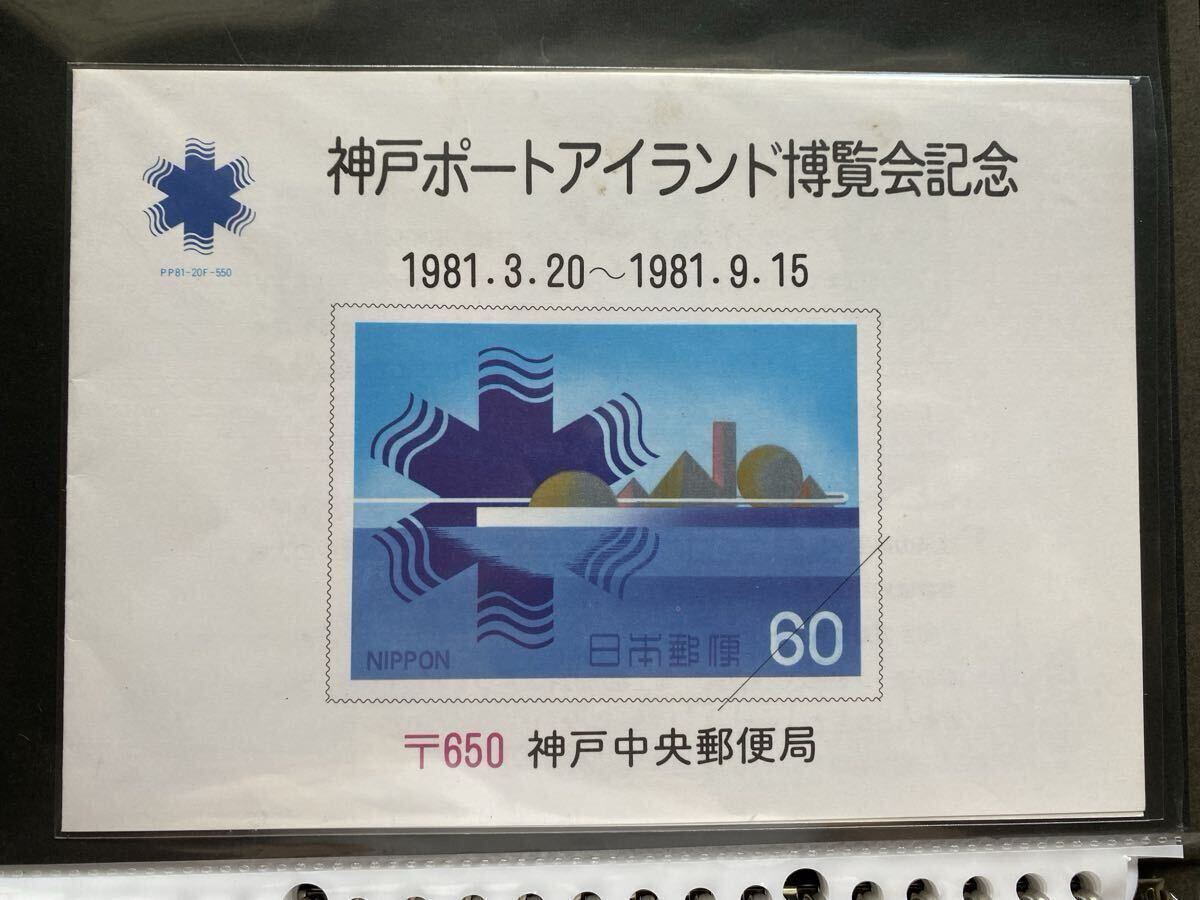 神戸ポートアイランド博覧会記念
PP81-20F-550
1981.3.20～1981.9.15
NIPPON 日本郵便 60
〒650 神戸中央郵便局